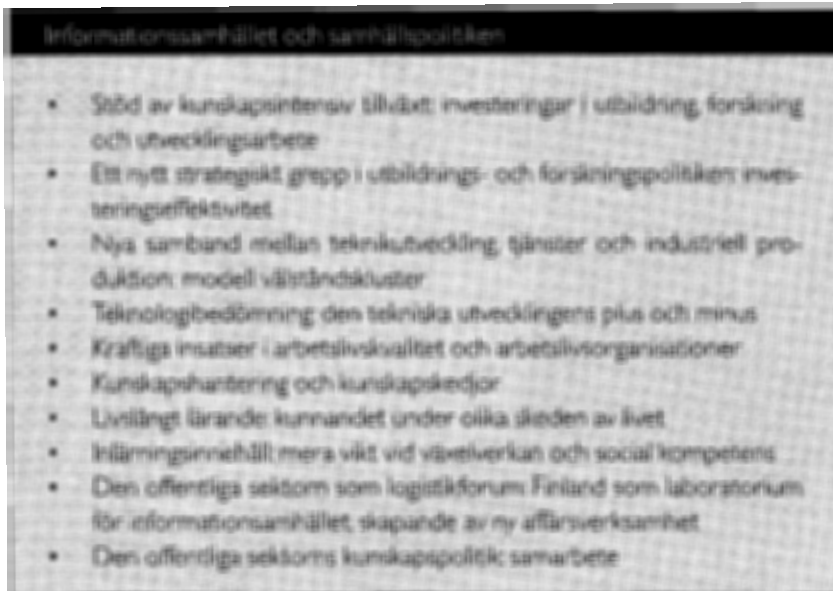 Informationssamhället och samhällspolitiken
• Stöd av kunskapsintensiv tillväxt: investeringar i utbildning, forskning
och utvecklingsarbete
• Ett nytt strategiskt grepp i utbildnings- och forskningspolitiken: inves-
teringseffektivitet
• Nya samband mellan teknikutveckling, tjänster och industriell pro-
duktion: modell välståndskluster
• Teknologibedömning: den tekniska utvecklingens plus och minus
• Kraftiga insatser i arbetslivskvalitet och arbetslivsorganisationer
• Kunskapshantering och kunskapskedjor
• Livslångt lärande: kunnandet under olika skeden av livet
• Inlärningsinnehåll: mera vikt vid växelverkan och social kompetens
• Den offentliga sektorn som logistikforum: Finland som laboratorium
för informationsamhället, skapande av ny affärsverksamhet
• Den offentliga sektorns kunskapspolitik: samarbete